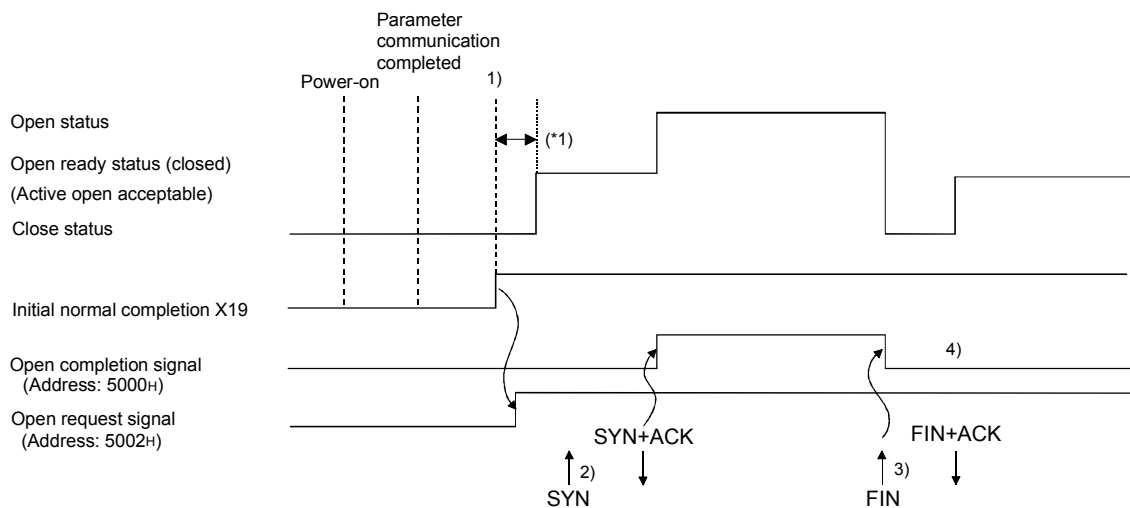 Parameter
communication
completed
Power-on
1)
Open status
(*1)
Open ready status (closed)
(Active open acceptable)
Close status
Initial normal completion X19
Open completion signal
(Address: 5000H)
4)
Open request signal
(Address: 5002H)
SYN+ACK
FIN+ACK
2)
3)
SYN
FIN